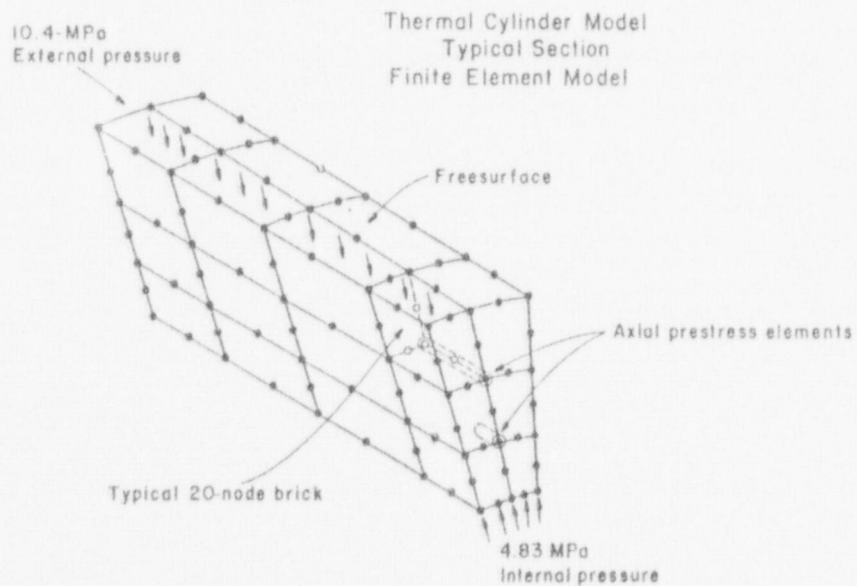 Thermal Cylinder Model
Typical Section
Finite Element Model
10.4-MPa
External pressure
Freesurface
Axial prestress elements
Typical 20-node brick
4.83 MPa
Internal pressure